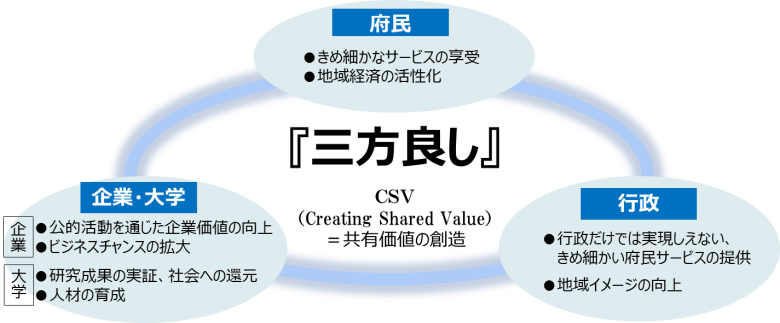 府民
●きめ細かなサービスの享受
●地域経済の活性化
『三方良し』
CSV
（Creating Shared Value）
＝共有価値の創造
企業・大学
企業
●公的活動を通じた企業価値の向上
●ビジネスチャンスの拡大
大学
●研究成果の実証、社会への還元
●人材の育成
行政
●行政だけでは実現しえない、
きめ細かい府民サービスの提供
●地域イメージの向上